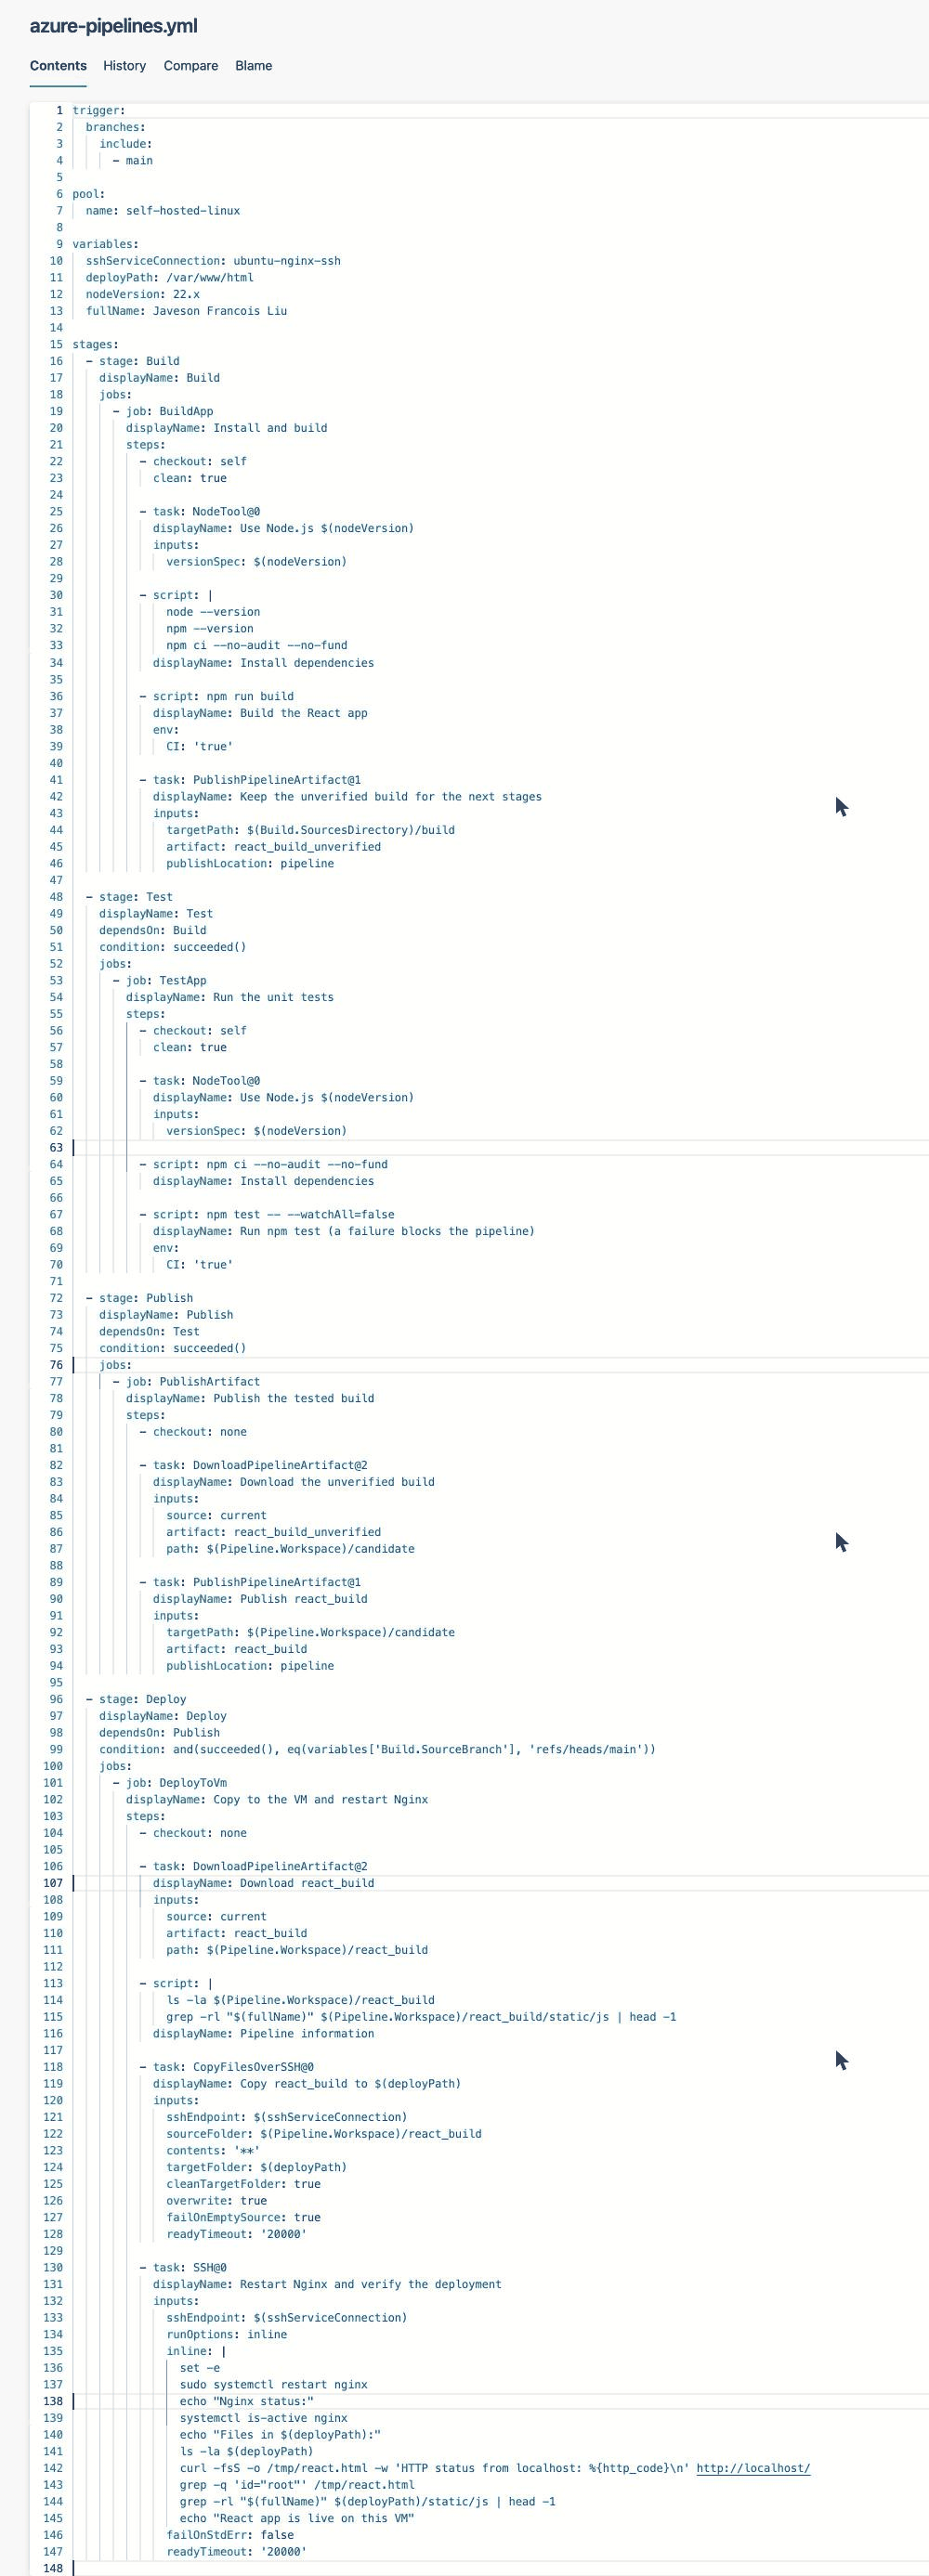 azure-pipelines.yml
Contents History Compare Blame
1 trigger:
2   branches:
3     include:
4       - main
5
6 pool:
7   name: self-hosted-linux
8
9 variables:
10   sshServiceConnection: ubuntu-nginx-ssh
11   deployPath: /var/www/html
12   nodeVersion: 22.x
13   fullName: Javeson Francois Liu
14
15 stages:
16   - stage: Build
17     displayName: Build
18     jobs:
19       - job: BuildApp
20         displayName: Install and build
21         steps:
22           - checkout: self
23             clean: true
24
25           - task: NodeTool@0
26             displayName: Use Node.js $(nodeVersion)
27             inputs:
28               versionSpec: $(nodeVersion)
29
30           - script: |
31               node --version
32               npm --version
33               npm ci --no-audit --no-fund
34             displayName: Install dependencies
35
36           - script: npm run build
37             displayName: Build the React app
38             env:
39               CI: 'true'
40
41           - task: PublishPipelineArtifact@1
42             displayName: Keep the unverified build for the next stages
43             inputs:
44               targetPath: $(Build.SourcesDirectory)/build
45               artifact: react_build_unverified
46               publishLocation: pipeline
47
48   - stage: Test
49     displayName: Test
50     dependsOn: Build
51     condition: succeeded()
52     jobs:
53       - job: TestApp
54         displayName: Run the unit tests
55         steps:
56           - checkout: self
57             clean: true
58
59           - task: NodeTool@0
60             displayName: Use Node.js $(nodeVersion)
61             inputs:
62               versionSpec: $(nodeVersion)
63
64           - script: npm ci --no-audit --no-fund
65             displayName: Install dependencies
66
67           - script: npm test -- --watchAll=false
68             displayName: Run npm test (a failure blocks the pipeline)
69             env:
70               CI: 'true'
71
72   - stage: Publish
73     displayName: Publish
74     dependsOn: Test
75     condition: succeeded()
76     jobs:
77       - job: PublishArtifact
78         displayName: Publish the tested build
79         steps:
80           - checkout: none
81
82           - task: DownloadPipelineArtifact@2
83             displayName: Download the unverified build
84             inputs:
85               source: current
86               artifact: react_build_unverified
87               path: $(Pipeline.Workspace)/candidate
88
89           - task: PublishPipelineArtifact@1
90             displayName: Publish react_build
91             inputs:
92               targetPath: $(Pipeline.Workspace)/candidate
93               artifact: react_build
94               publishLocation: pipeline
95
96   - stage: Deploy
97     displayName: Deploy
98     dependsOn: Publish
99     condition: and(succeeded(), eq(variables['Build.SourceBranch'], 'refs/heads/main'))
100     jobs:
101       - job: DeployToVm
102         displayName: Copy to the VM and restart Nginx
103         steps:
104           - checkout: none
105
106           - task: DownloadPipelineArtifact@2
107             displayName: Download react_build
108             inputs:
109               source: current
110               artifact: react_build
111               path: $(Pipeline.Workspace)/react_build
112
113           - script: |
114               ls -la $(Pipeline.Workspace)/react_build
115               grep -rl "$(fullName)" $(Pipeline.Workspace)/react_build/static/js | head -1
116             displayName: Pipeline information
117
118           - task: CopyFilesOverSSH@0
119             displayName: Copy react_build to $(deployPath)
120             inputs:
121               sshEndpoint: $(sshServiceConnection)
122               sourceFolder: $(Pipeline.Workspace)/react_build
123               contents: '**'
124               targetFolder: $(deployPath)
125               cleanTargetFolder: true
126               overwrite: true
127               failOnEmptySource: true
128               readyTimeout: '20000'
129
130           - task: SSH@0
131             displayName: Restart Nginx and verify the deployment
132             inputs:
133               sshEndpoint: $(sshServiceConnection)
134               runOptions: inline
135               inline: |
136                 set -e
137                 sudo systemctl restart nginx
138                 echo "Nginx status:"
139                 systemctl is-active nginx
140                 echo "Files in $(deployPath):"
141                 ls -la $(deployPath)
142                 curl -fsS -o /tmp/react.html -w 'HTTP status from localhost: %{http_code}\n' http://localhost/
143                 grep -q 'id="root"' /tmp/react.html
144                 grep -rl "$(fullName)" $(deployPath)/static/js | head -1
145                 echo "React app is live on this VM"
146               failOnStdErr: false
147               readyTimeout: '20000'
148